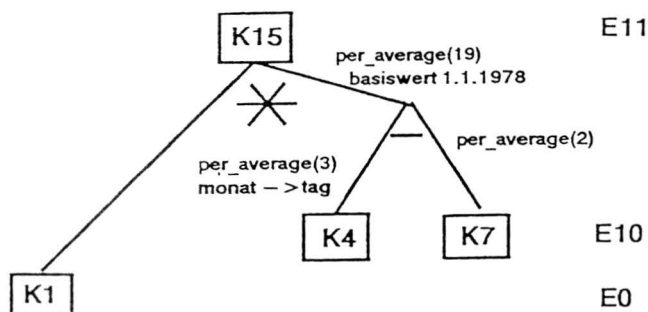 K15
E11
per_average(19)
basiswert 1.1.1978
per_average(2)
per_average(3)
monat —>tag
K4
K7
E10
K1
E0